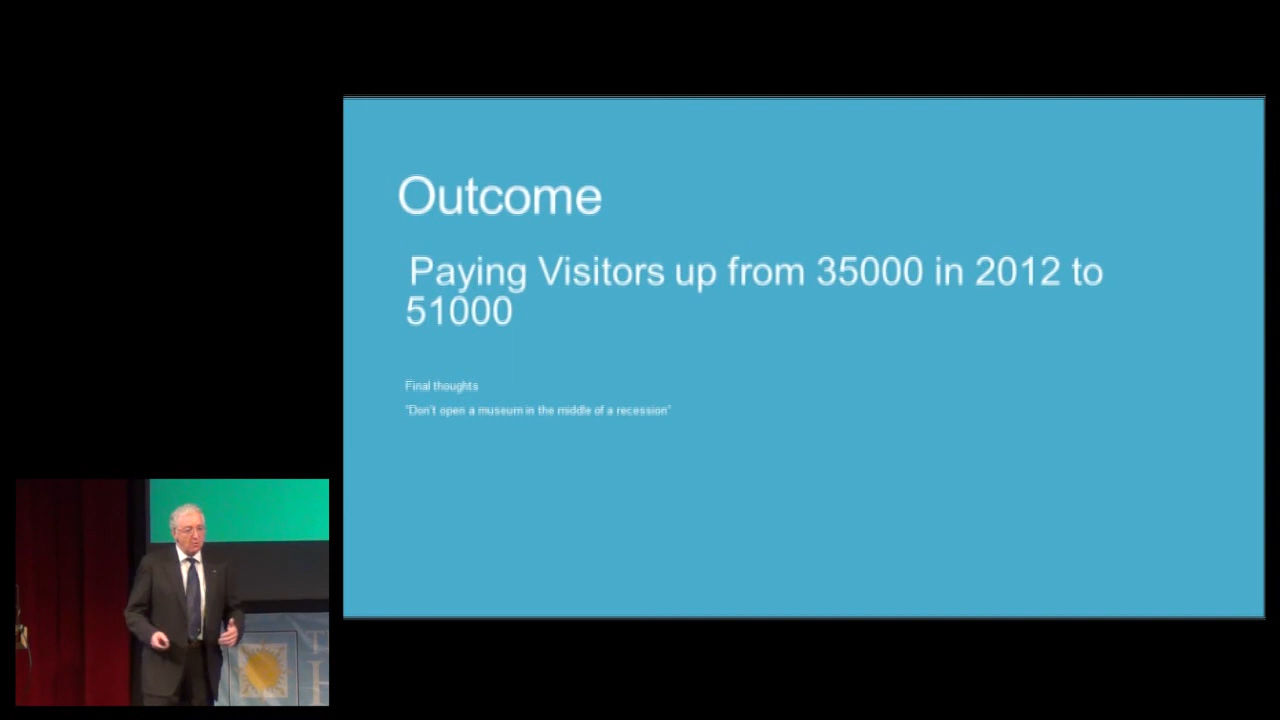 Outcome
Paying Visitors up from 35000 in 2012 to
51000
Final thoughts
"Don't open a museum in the middle of a recession"